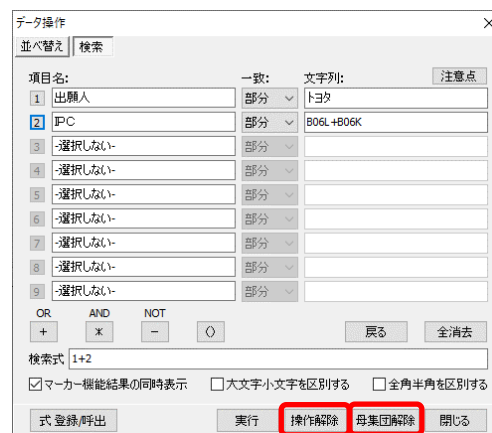 データ操作 ×
並べ替え 検索
項目名: 一致: 文字列: 注意点
1 出願人 部分 トヨタ
2 IPC 部分 B06L+B06K
3 -選択しない- 部分
4 -選択しない- 部分
5 -選択しない- 部分
6 -選択しない- 部分
7 -選択しない- 部分
8 -選択しない- 部分
9 -選択しない- 部分
OR AND NOT
+ * - () 戻る 全消去
検索式 1+2
マーカー機能結果の同時表示 大文字小文字を区別する 全角半角を区別する
式登録/呼出 実行 操作解除 母集団解除 閉じる